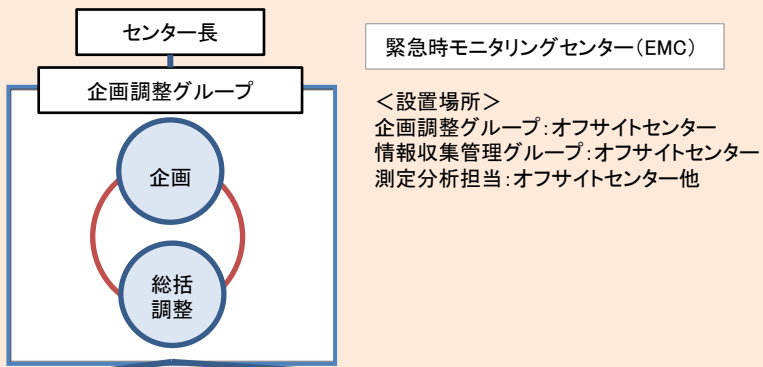 センター長
緊急時モニタリングセンター（EMC）
企画調整グループ
＜設置場所＞
企画調整グループ：オフサイトセンター
情報収集管理グループ：オフサイトセンター
測定分析担当：オフサイトセンター他
企画
総括
調整